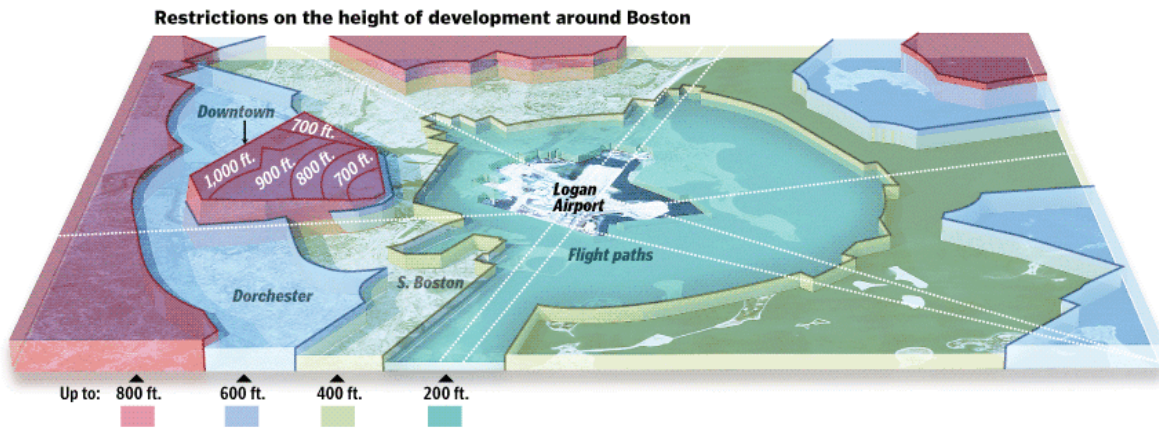 Restrictions on the height of development around Boston
Downtown
700 ft.
1,000 ft.
900 ft.
800 ft.
700 ft.
Logan
Airport
Flight paths
S. Boston
Dorchester
Up to: 800 ft. 600 ft. 400 ft. 200 ft.